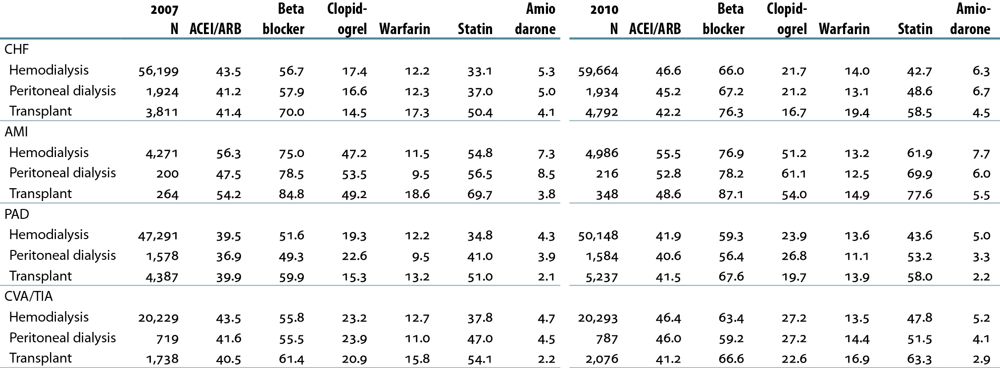 2007 Beta Clopid- Amio 2010 Beta Clopid- Amio-
N ACEI/ARB blocker ogrel Warfarin Statin darone N ACEI/ARB blocker ogrel Warfarin Statin darone
CHF
Hemodialysis 56,199 43.5 56.7 17.4 12.2 33.1 5.3 59,664 46.6 66.0 21.7 14.0 42.7 6.3
Peritoneal dialysis 1,924 41.2 57.9 16.6 12.3 37.0 5.0 1,934 45.2 67.2 21.2 13.1 48.6 6.7
Transplant 3,811 41.4 70.0 14.5 17.3 50.4 4.1 4,792 42.2 76.3 16.7 19.4 58.5 4.5
AMI
Hemodialysis 4,271 56.3 75.0 47.2 11.5 54.8 7.3 4,986 55.5 76.9 51.2 13.2 61.9 7.7
Peritoneal dialysis 200 47.5 78.5 53.5 9.5 56.5 8.5 216 52.8 78.2 61.1 12.5 69.9 6.0
Transplant 264 54.2 84.8 49.2 18.6 69.7 3.8 348 48.6 87.1 54.0 14.9 77.6 5.5
PAD
Hemodialysis 47,291 39.5 51.6 19.3 12.2 34.8 4.3 50,148 41.9 59.3 23.9 13.6 43.6 5.0
Peritoneal dialysis 1,578 36.9 49.3 22.6 9.5 41.0 3.9 1,584 40.6 56.4 26.8 11.1 53.2 3.3
Transplant 4,387 39.9 59.9 15.3 13.2 51.0 2.1 5,237 41.5 67.6 19.7 13.9 58.0 2.2
CVA/TIA
Hemodialysis 20,229 43.5 55.8 23.2 12.7 37.8 4.7 20,293 46.4 63.4 27.2 13.5 47.8 5.2
Peritoneal dialysis 719 41.6 55.5 23.9 11.0 47.0 4.5 787 46.0 59.2 27.2 14.4 51.5 4.1
Transplant 1,738 40.5 61.4 20.9 15.8 54.1 2.2 2,076 41.2 66.6 22.6 16.9 63.3 2.9